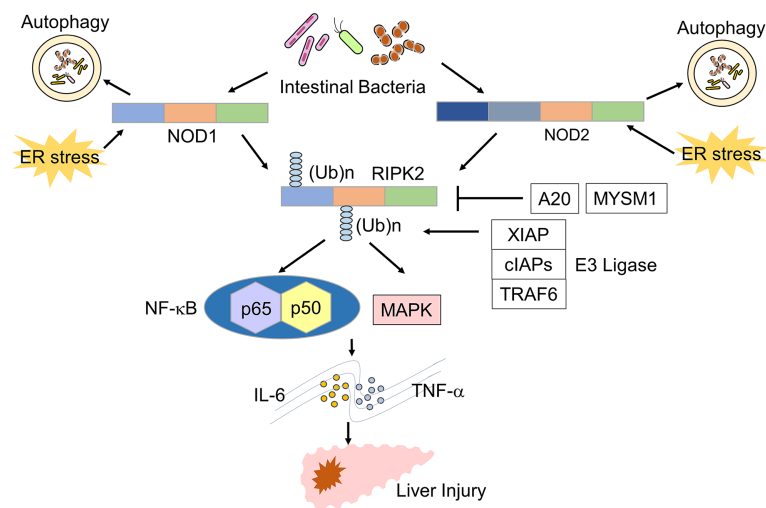 Autophagy
Autophagy
Intestinal Bacteria
NOD1
NOD2
ER stress
ER stress
(Ub)n
RIPK2
A20
MYSM1
(Ub)n
XIAP
cIAPs
E3 Ligase
TRAF6
NF-κB
p65
p50
MAPK
IL-6
TNF-α
Liver Injury